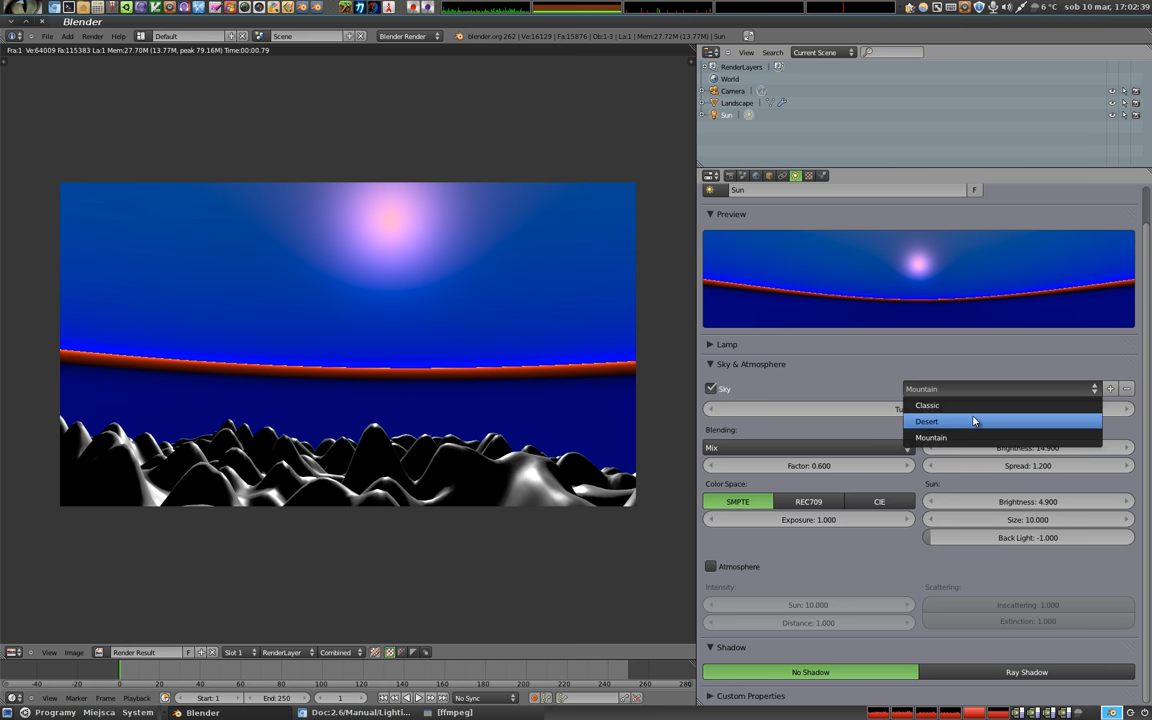 6 °C sob 10 mar, 17:02:39
Blender
File Add Render Help Default Scene Blender Render blender.org 262 | Ve:16129 | Fa:15876 | Ob:1-3 | La:1 | Mem:27.72M (13.77M) | Sun
Fra:1 Ve:64009 Fa:115383 La:1 Mem:27.70M (13.77M, peak 79.16M) Time:00:00.79
View Search Current Scene
RenderLayers
World
Camera
Landscape
Sun
Sun F
Preview
Lamp
Sky & Atmosphere
Sky Mountain
Tu
Classic
Desert
Mountain
Blending:
Mix Brightness: 14.900
Factor: 0.600 Spread: 1.200
Color Space: Sun:
SMPTE REC709 CIE Brightness: 4.900
Exposure: 1.000 Size: 10.000
Back Light: -1.000
Atmosphere
Intensity: Scattering:
Sun: 10.000 Inscattering: 1.000
Distance: 1.000 Extinction: 1.000
Shadow
No Shadow Ray Shadow
Custom Properties
View Image Render Result F Slot 1 RenderLayer Combined
-40 -20 0 20 40 60 80 100 120 140 160 180 200 220 240 260 280
View Marker Frame Playback Start: 1 End: 250 1 No Sync
Programy Miejsca System Blender Doc:2.6/Manual/Lighti... [ffmpeg]